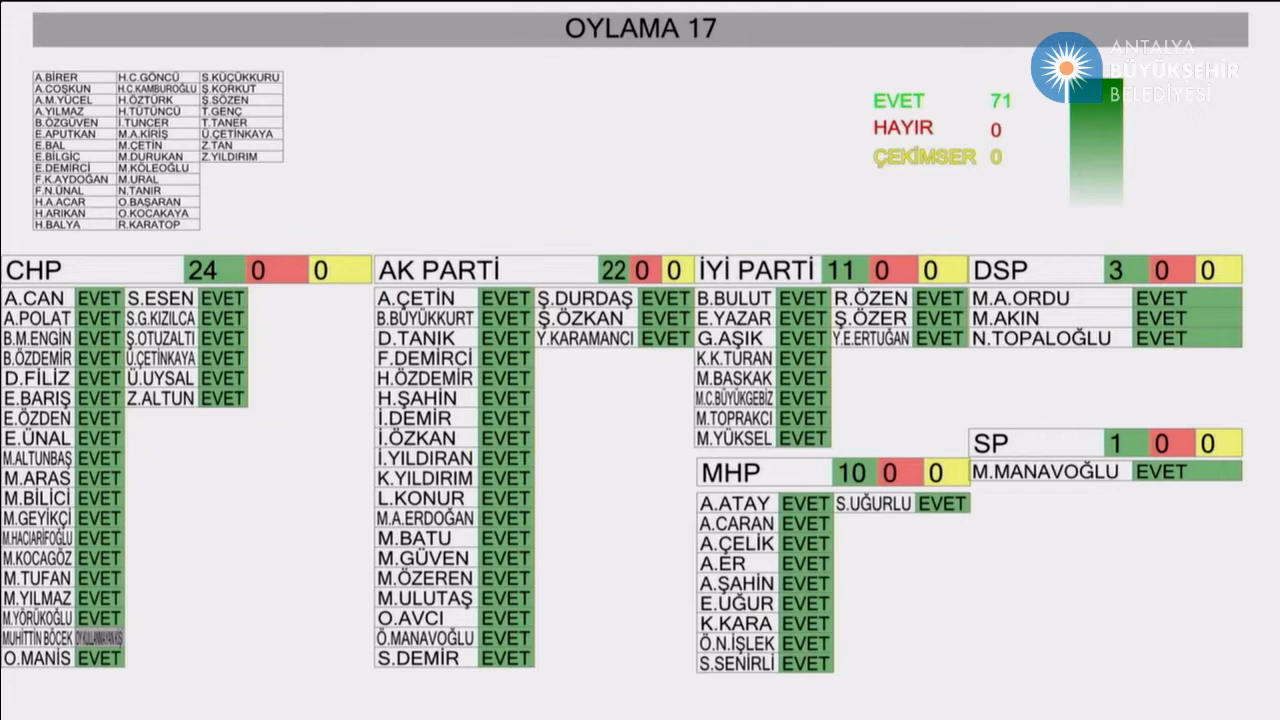 OYLAMA 17
ANTALYA
BÜYÜKŞEHİR
BELEDİYESİ
A.BİRER H.C.GÖNCÜ S.KÜÇÜKKURU
A.COŞKUN H.C.KAMBUROĞLU Ş.KORKUT
A.M.YÜCEL H.ÖZTÜRK Ş.SÖZEN
A.YILMAZ H.TÜTÜNCÜ T.GENÇ
B.ÖZGÜVEN İ.TUNCER T.TANER
E.APUTKAN M.A.KİRİŞ Ü.ÇETİNKAYA
E.BAL M.ÇETİN Z.TAN
E.BİLGİÇ M.DURUKAN Z.YILDIRIM
E.DEMİRCİ M.KÖLEOĞLU
F.K.AYDOĞAN M.URAL
F.N.ÜNAL N.TANIR
H.A.ACAR O.BAŞARAN
H.ARIKAN O.KOCAKAYA
H.BALYA R.KARATOP
EVET 71
HAYIR 0
ÇEKİMSER 0
CHP 24 0 0
A.CAN EVET S.ESEN EVET
A.POLAT EVET S.G.KIZILCA EVET
B.M.ENGİN EVET Ş.OTUZALTI EVET
B.ÖZDEMİR EVET Ü.ÇETİNKAYA EVET
D.FİLİZ EVET Ü.UYSAL EVET
E.BARIŞ EVET Z.ALTUN EVET
E.ÖZDEN EVET
E.ÜNAL EVET
M.ALTUNBAŞ EVET
M.ARAS EVET
M.BİLİCİ EVET
M.GEYİKÇİ EVET
M.HACIARİFOĞLU EVET
M.KOCAGÖZ EVET
M.TUFAN EVET
M.YILMAZ EVET
M.YÖRÜKOĞLU EVET
MUHİTTİN BÖCEK OY KULLANMAYAN KİŞİ
O.MANİS EVET
AK PARTİ 22 0 0
A.ÇETİN EVET Ş.DURDAŞ EVET
B.BÜYÜKKURT EVET Ş.ÖZKAN EVET
D.TANIK EVET Y.KARAMANCI EVET
F.DEMİRCİ EVET
H.ÖZDEMİR EVET
H.ŞAHİN EVET
İ.DEMİR EVET
İ.ÖZKAN EVET
İ.YILDIRAN EVET
K.YILDIRIM EVET
L.KONUR EVET
M.A.ERDOĞAN EVET
M.BATU EVET
M.GÜVEN EVET
M.ÖZEREN EVET
M.ULUTAŞ EVET
O.AVCI EVET
Ö.MANAVOĞLU EVET
S.DEMİR EVET
İYİ PARTİ 11 0 0
B.BULUT EVET R.ÖZEN EVET
E.YAZAR EVET Ş.ÖZER EVET
G.AŞIK EVET Y.E.ERTUĞAN EVET
K.K.TURAN EVET
M.BAŞKAK EVET
M.C.BÜYÜKGEBİZ EVET
M.TOPRAKCI EVET
M.YÜKSEL EVET
MHP 10 0 0
A.ATAY EVET S.UĞURLU EVET
A.CARAN EVET
A.ÇELİK EVET
A.ER EVET
A.ŞAHİN EVET
E.UĞUR EVET
K.KARA EVET
Ö.N.İŞLEK EVET
S.SENİRLİ EVET
DSP 3 0 0
M.A.ORDU EVET
M.AKIN EVET
N.TOPALOĞLU EVET
SP 1 0 0
M.MANAVOĞLU EVET